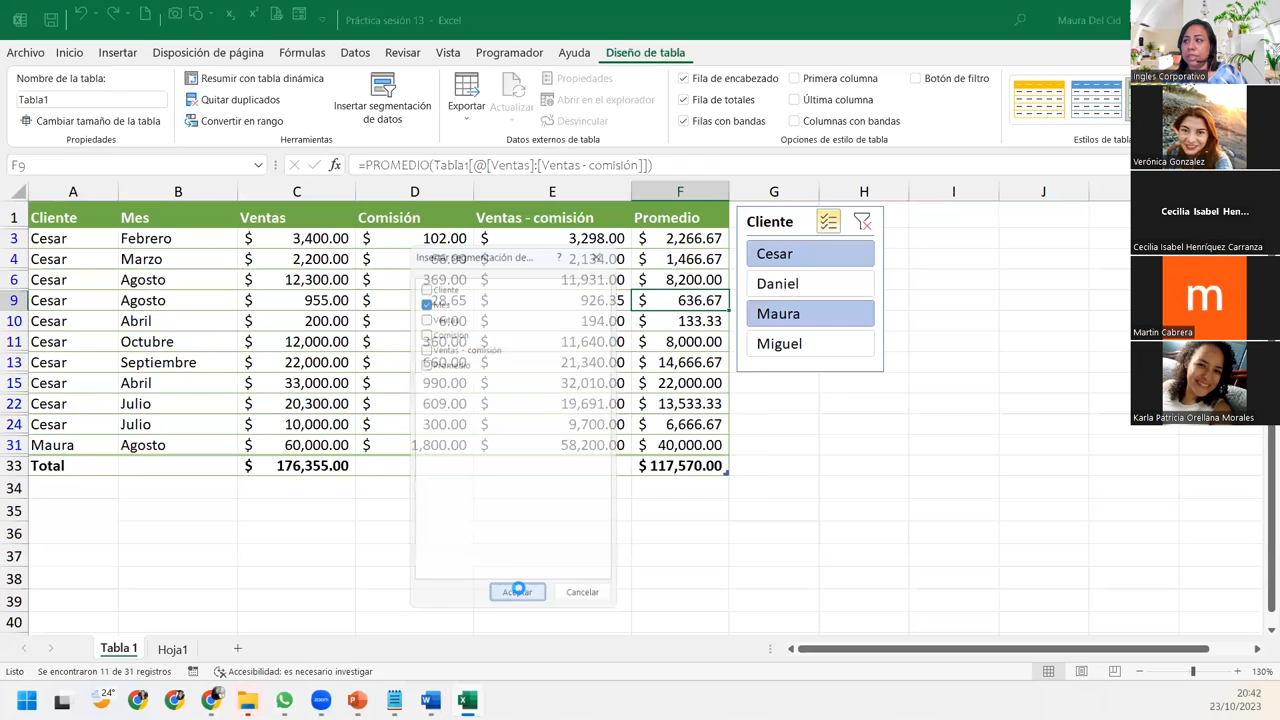 Práctica sesión 13 - Excel
Maura Del Cid
Archivo Inicio Insertar Disposición de página Fórmulas Datos Revisar Vista Programador Ayuda Diseño de tabla
Nombre de la tabla:
Tabla1
Cambiar tamaño de la tabla
Propiedades
Resumir con tabla dinámica
Quitar duplicados
Convertir en rango
Insertar segmentación
de datos
Herramientas
Exportar
Actualizar
Propiedades
Abrir en el explorador
Desvincular
Datos externos de tabla
Fila de encabezado
Fila de totales
Filas con bandas
Primera columna
Última columna
Columnas con bandas
Botón de filtro
Opciones de estilo de tabla
Estilos de tabla
F9
fx
=PROMEDIO(Tabla1[@[Ventas]:[Ventas - comisión]])
A B C D E F G H I J
1 Cliente Mes Ventas Comisión Ventas - comisión Promedio
3 Cesar Febrero $ 3,400.00 $ 102.00 $ 3,298.00 $ 2,266.67
4 Cesar Marzo $ 2,200.00 $ $ 2,134.00 $ 1,466.67
6 Cesar Agosto $ 12,300.00 $ 369.00 $ 11,931.00 $ 8,200.00
9 Cesar Agosto $ 955.00 $ 28.65 $ 926.35 $ 636.67
10 Cesar Abril $ 200.00 $ 6.00 $ 194.00 $ 133.33
11 Cesar Octubre $ 12,000.00 $ 360.00 $ 11,640.00 $ 8,000.00
13 Cesar Septiembre $ 22,000.00 $ 660.00 $ 21,340.00 $ 14,666.67
15 Cesar Abril $ 33,000.00 $ 990.00 $ 32,010.00 $ 22,000.00
22 Cesar Julio $ 20,300.00 $ 609.00 $ 19,691.00 $ 13,533.33
24 Cesar Julio $ 10,000.00 $ 300.00 $ 9,700.00 $ 6,666.67
31 Maura Agosto $ 60,000.00 $ 1,800.00 $ 58,200.00 $ 40,000.00
33 Total $ 176,355.00 $ 117,570.00
34
35
36
37
38
39
40
Insertar segmentación de... ?
Cliente
Mes
Comisión
Ventas - comisión
Promedio
Aceptar
Cancelar
Cliente
Cesar
Daniel
Maura
Miguel
Ingles Corporativo
Verónica Gonzalez
Cecilia Isabel Hen...
Cecilia Isabel Henríquez Carranza
m
Martin Cabrera
Karla Patricia Orellana Morales
Tabla 1 Hoja1
Listo Se encontraron 11 de 31 registros Accesibilidad: es necesario investigar 130%
24°
zoom
20:42
23/10/2023